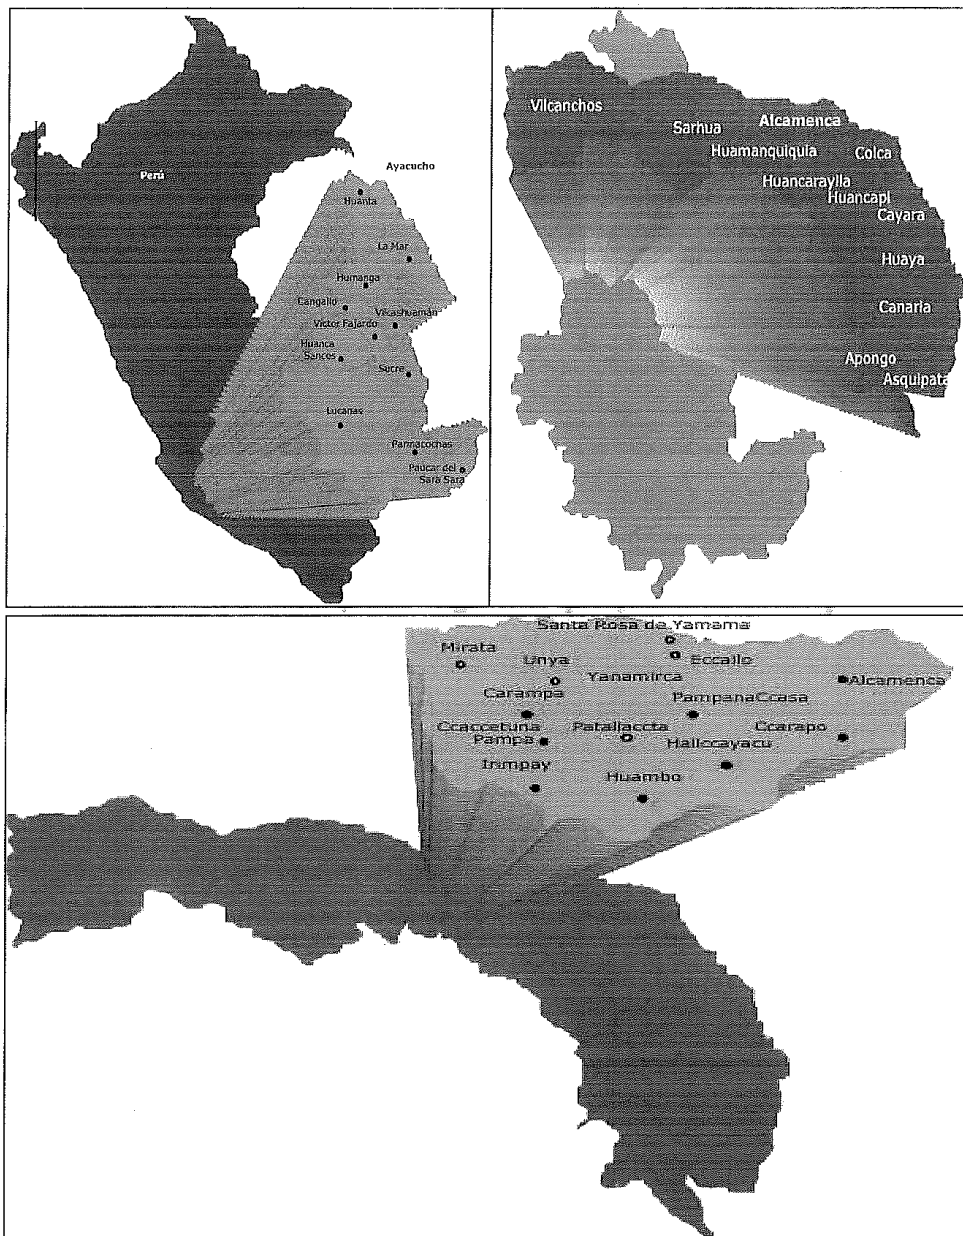 Perú
Ayacucho
Huanta
La Mar
Humanga
Cangallo
Vilcashuamán
Victor Fajardo
Huanca
Sancos
Sucre
Lucanas
Parinacochas
Paucar del
Sara Sara
Vilcanchos
Sarhua
Alcamenca
Huamanquiquia
Colca
Huancaraylla
Huancapi
Cayara
Huaya
Canaria
Apongo
Asquipata
Santa Rosa de Yamama
Mirata
Unya
Yanamirca
Eccallo
Alcamenca
Carampa
PampanaCcasa
Ccaccetuna
Pampa
Patallaccta
Ccarapo
Hallccayacu
Irimpay
Huambo